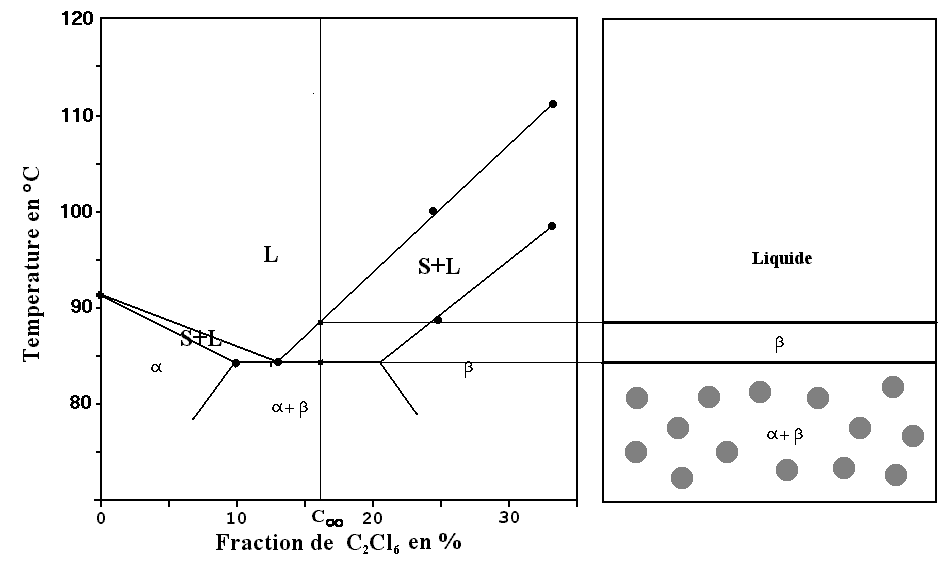 120
110
100
90
80
Temperature en °C
L
S+L
S+L
α
β
α+β
0
10
C∞
20
30
Fraction de C₂Cl₆ en %
Liquide
β
α+β